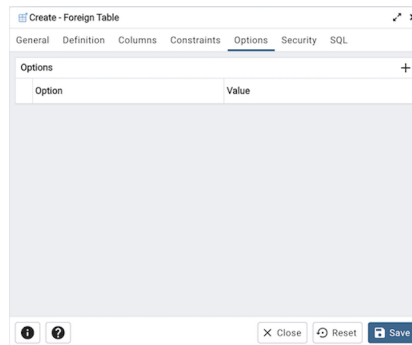 Create - Foreign Table
General Definition Columns Constraints Options Security SQL
Options
Option Value
Close Reset Save